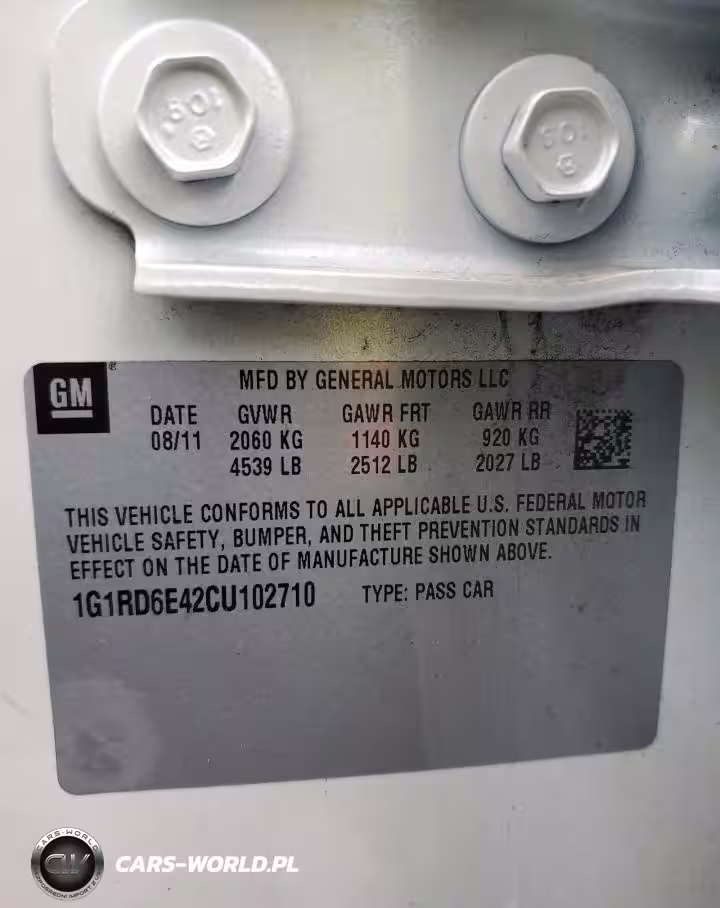 GM ®
MFD BY GENERAL MOTORS LLC
DATE GVWR GAWR FRT GAWR RR
08/11 2060 KG 1140 KG 920 KG
4539 LB 2512 LB 2027 LB
THIS VEHICLE CONFORMS TO ALL APPLICABLE U.S. FEDERAL MOTOR
VEHICLE SAFETY, BUMPER, AND THEFT PREVENTION STANDARDS IN
EFFECT ON THE DATE OF MANUFACTURE SHOWN ABOVE.
1G1RD6E42CU102710 TYPE: PASS CAR
CARS-WORLD
CW
CARS-WORLD.PL